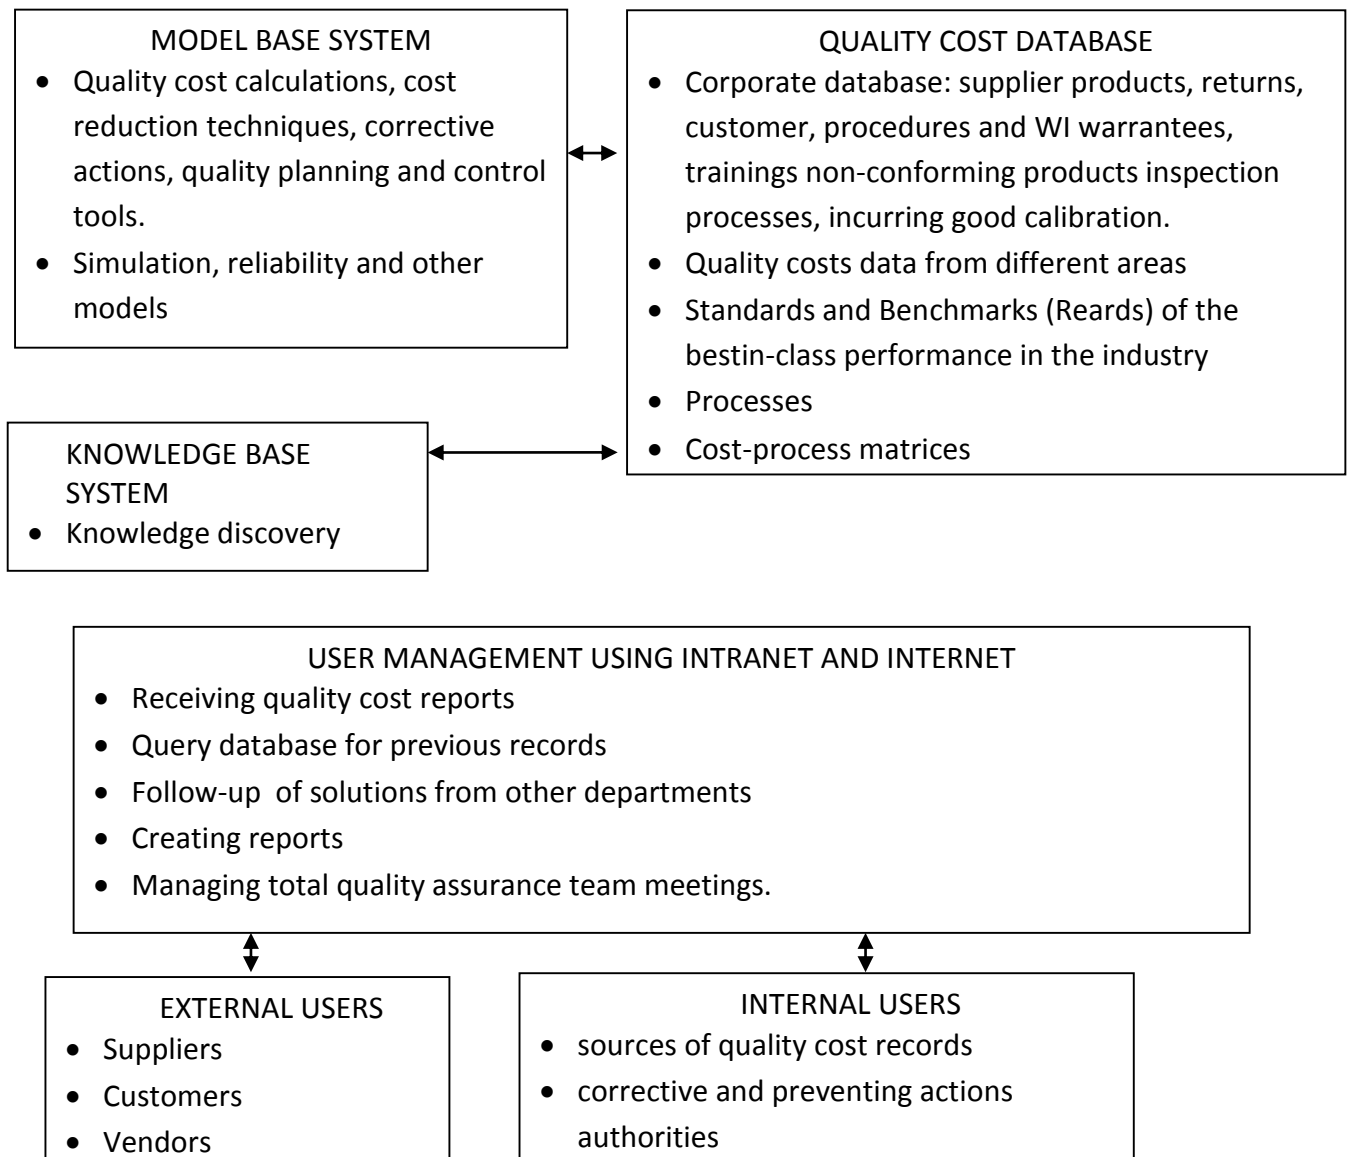 MODEL BASE SYSTEM
• Quality cost calculations, cost
reduction techniques, corrective
actions, quality planning and control
tools.
• Simulation, reliability and other
models
QUALITY COST DATABASE
• Corporate database: supplier products, returns,
customer, procedures and WI warrantees,
trainings non-conforming products inspection
processes, incurring good calibration.
• Quality costs data from different areas
• Standards and Benchmarks (Reards) of the
bestin-class performance in the industry
• Processes
• Cost-process matrices
KNOWLEDGE BASE
SYSTEM
• Knowledge discovery
USER MANAGEMENT USING INTRANET AND INTERNET
• Receiving quality cost reports
• Query database for previous records
• Follow-up of solutions from other departments
• Creating reports
• Managing total quality assurance team meetings.
EXTERNAL USERS
• Suppliers
• Customers
• Vendors
INTERNAL USERS
• sources of quality cost records
• corrective and preventing actions
authorities